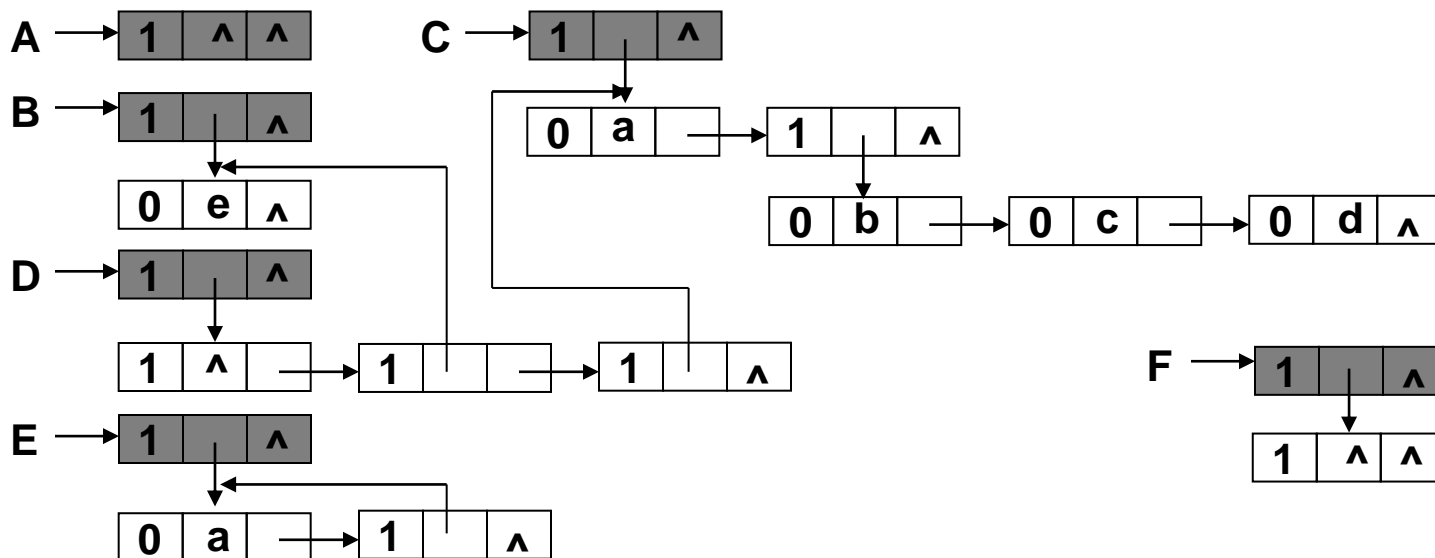 A 1 ^ ^
C 1 ^
B 1 ^
0 a 1 ^
0 e ^
0 b 0 c 0 d ^
D 1 ^
1 ^ 1 1 ^
F 1 ^
E 1 ^
1 ^ ^
0 a 1 ^